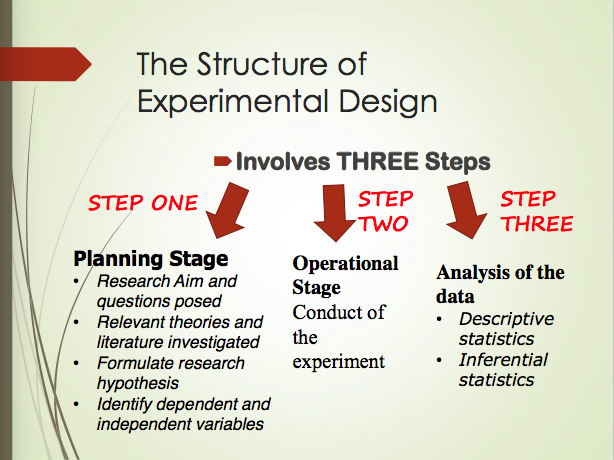 The Structure of
Experimental Design
Involves THREE Steps
STEP ONE
Planning Stage
• Research Aim and
questions posed
• Relevant theories and
literature investigated
• Formulate research
hypothesis
• Identify dependent and
independent variables
STEP
TWO
Operational
Stage
Conduct of
the
experiment
STEP
THREE
Analysis of the
data
• Descriptive
statistics
• Inferential
statistics